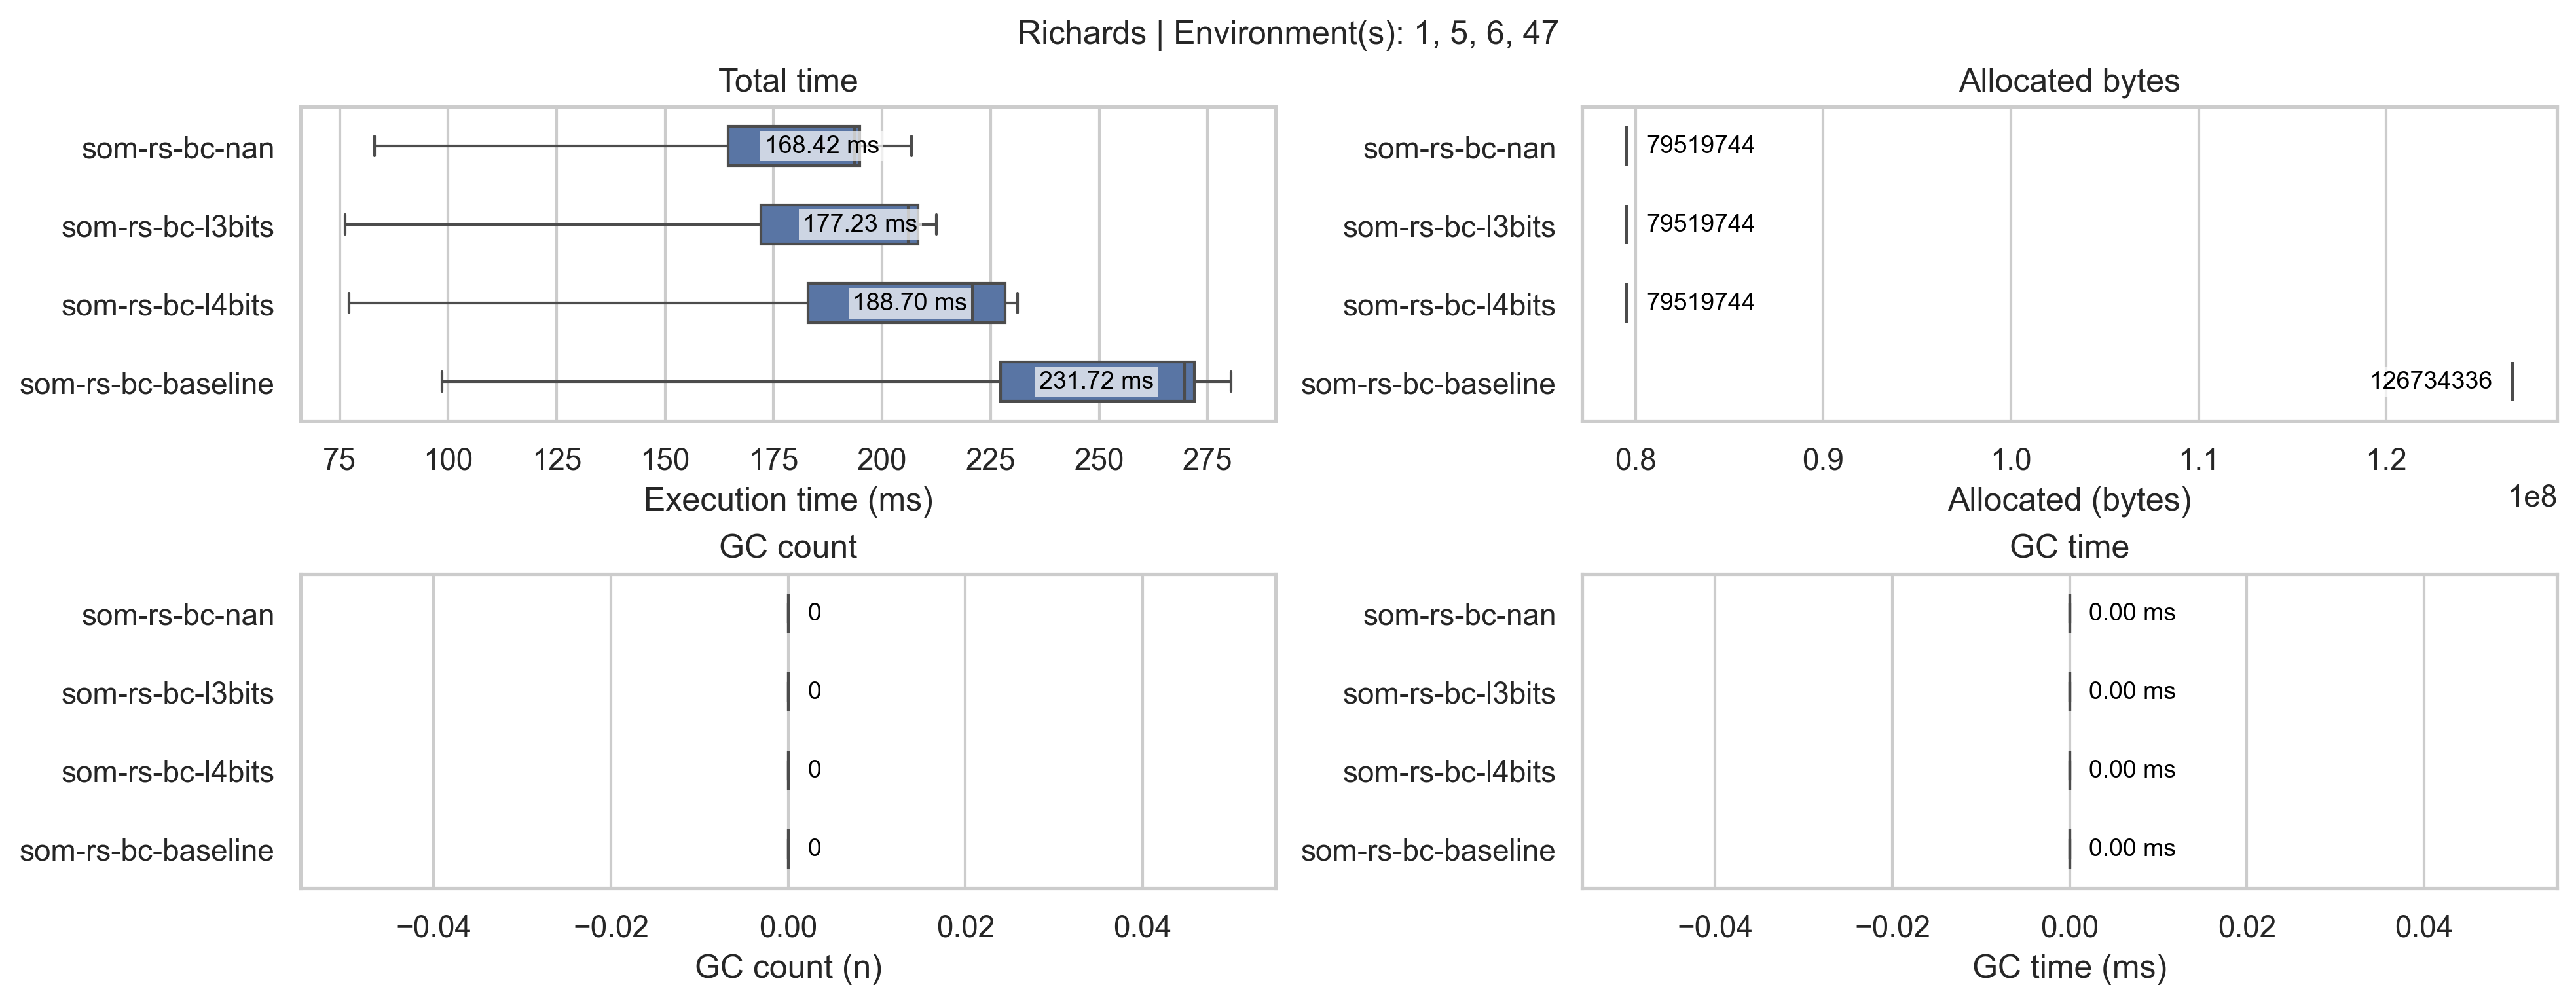 Richards | Environment(s): 1, 5, 6, 47
Total time
som-rs-bc-nan
168.42 ms
som-rs-bc-l3bits
177.23 ms
som-rs-bc-l4bits
188.70 ms
som-rs-bc-baseline
231.72 ms
75 100 125 150 175 200 225 250 275
Execution time (ms)
Allocated bytes
som-rs-bc-nan
79519744
som-rs-bc-l3bits
79519744
som-rs-bc-l4bits
79519744
som-rs-bc-baseline
126734336
0.8 0.9 1.0 1.1 1.2
1e8
Allocated (bytes)
GC count
som-rs-bc-nan
0
som-rs-bc-l3bits
0
som-rs-bc-l4bits
0
som-rs-bc-baseline
0
−0.04 −0.02 0.00 0.02 0.04
GC count (n)
GC time
som-rs-bc-nan
0.00 ms
som-rs-bc-l3bits
0.00 ms
som-rs-bc-l4bits
0.00 ms
som-rs-bc-baseline
0.00 ms
−0.04 −0.02 0.00 0.02 0.04
GC time (ms)